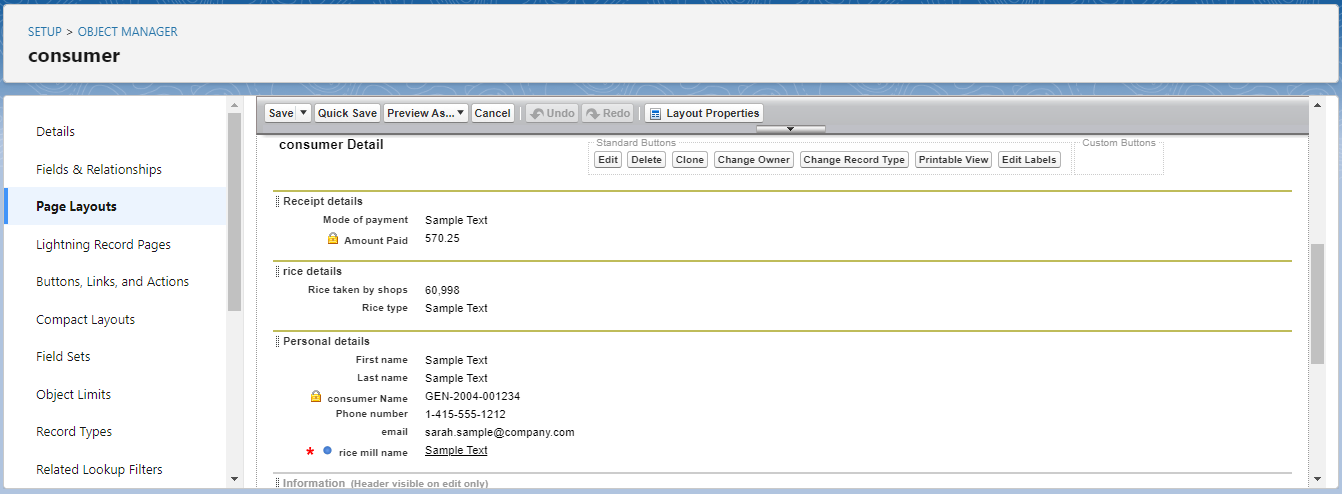 SETUP > OBJECT MANAGER
consumer
Details
Fields & Relationships
Page Layouts
Lightning Record Pages
Buttons, Links, and Actions
Compact Layouts
Field Sets
Object Limits
Record Types
Related Lookup Filters
Save Quick Save Preview As... Cancel Undo Redo Layout Properties
consumer Detail
Standard Buttons
Edit Delete Clone Change Owner Change Record Type Printable View Edit Labels
Custom Buttons
Receipt details
Mode of payment Sample Text
Amount Paid 570.25
rice details
Rice taken by shops 60,998
Rice type Sample Text
Personal details
First name Sample Text
Last name Sample Text
consumer Name GEN-2004-001234
Phone number 1-415-555-1212
email sarah.sample@company.com
* rice mill name Sample Text
Information (Header visible on edit only)